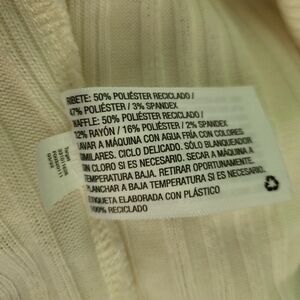 RIBETE: 50% POLIÉSTER RECICLADO /
47% POLIÉSTER / 3% SPANDEX
WAFFLE: 50% POLIÉSTER RECICLADO /
32% RAYÓN / 16% POLIÉSTER / 2% SPANDEX
LAVAR A MÁQUINA CON AGUA FRÍA CON COLORES
SIMILARES. CICLO DELICADO. SÓLO BLANQUEADOR
SIN CLORO SI ES NECESARIO. SECAR A MÁQUINA A
TEMPERATURA BAJA. RETIRAR OPORTUNAMENTE.
PLANCHAR A BAJA TEMPERATURA SI ES NECESARIO.
ETIQUETA ELABORADA CON PLÁSTICO
100% RECICLADO
Target